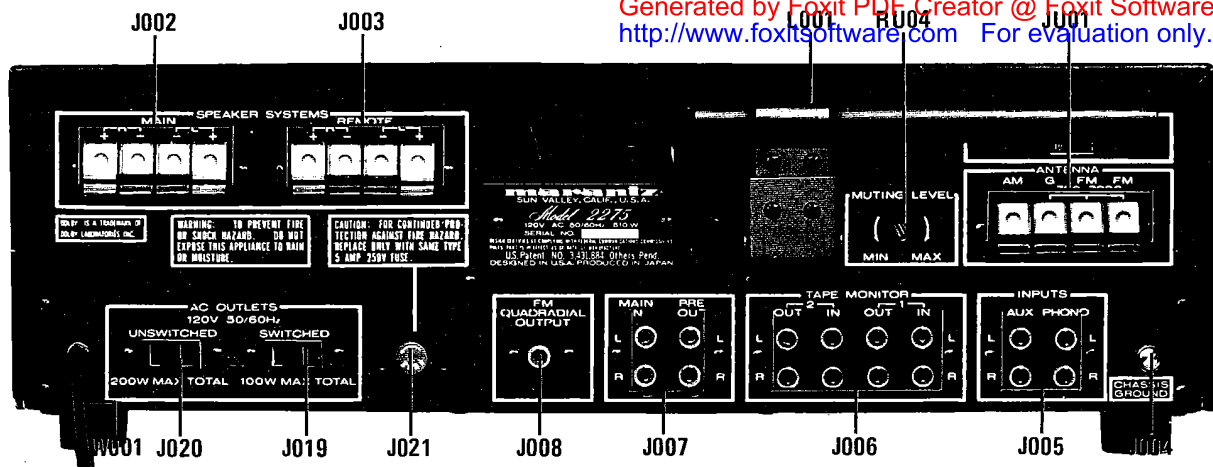 Generated by Foxit PDF Creator @ Foxit Software
http://www.foxitsoftware.com For evaluation only.
J002 J003 L001 RU04 JU01
SPEAKER SYSTEMS
MAIN REMOTE
+ - - + + - - +
DOLBY IS A TRADEMARK OF
DOLBY LABORATORIES INC.
WARNING: TO PREVENT FIRE
OR SHOCK HAZARD. DO NOT
EXPOSE THIS APPLIANCE TO RAIN
OR MOISTURE.
CAUTION: FOR CONTINUED PRO-
TECTION AGAINST FIRE HAZARD.
REPLACE ONLY WITH SAME TYPE
5 AMP 250V FUSE.
marantz
SUN VALLEY, CALIF., U.S.A.
Model 2275
120V AC 50/60Hz 510W
SERIAL NO.
U.S. Patent NO. 3,431,884 Others Pend.
DESIGNED IN U.S.A. PRODUCED IN JAPAN
MUTING LEVEL
MIN MAX
ANTENNA
AM G FM FM
AC OUTLETS
120V 50/60Hz
UNSWITCHED SWITCHED
200W MAX TOTAL 100W MAX TOTAL
FM
QUADRADIAL
OUTPUT
MAIN IN PRE OUT
L L
R R
TAPE MONITOR
2 1
OUT IN OUT IN
L L
R R
INPUTS
AUX PHONO
L L
R R
CHASSIS
GROUND
W001 J020 J019 J021 J008 J007 J006 J005 J004